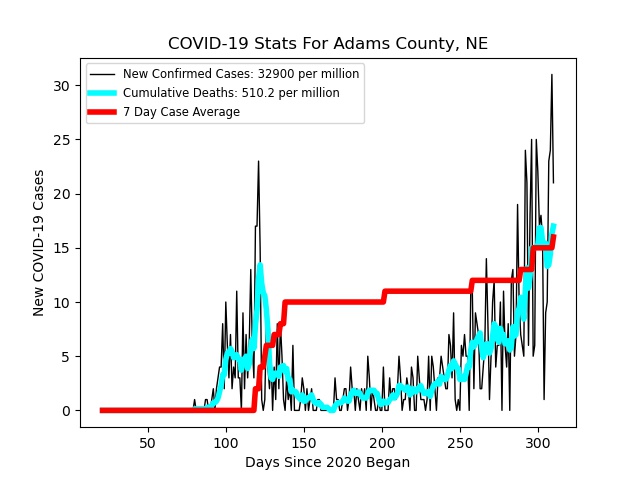 COVID-19 Stats For Adams County, NE
New Confirmed Cases: 32900 per million
Cumulative Deaths: 510.2 per million
7 Day Case Average
30
25
20
15
10
5
0
New COVID-19 Cases
50 100 150 200 250 300
Days Since 2020 Began